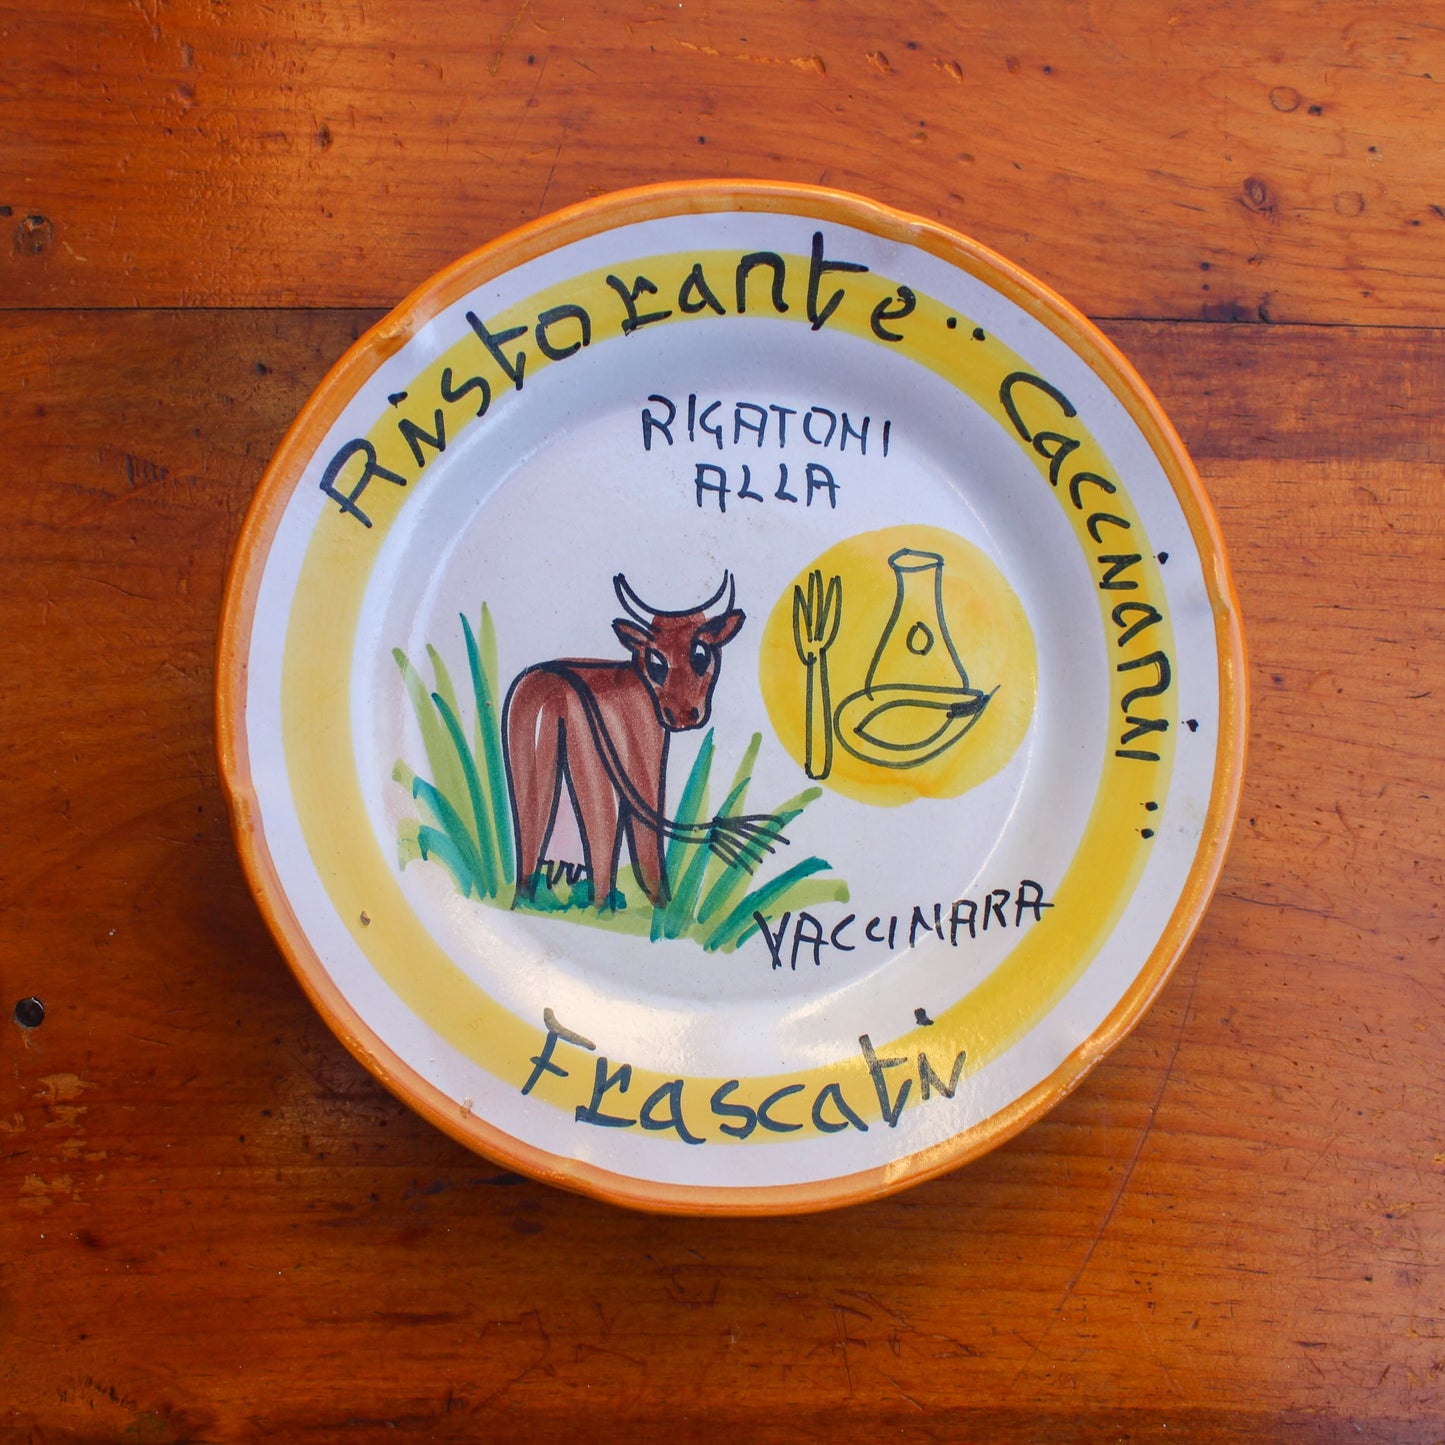 Ristorante ¨ Cacciani ¨
RIGATONI
ALLA
VACCINARA
Frascati